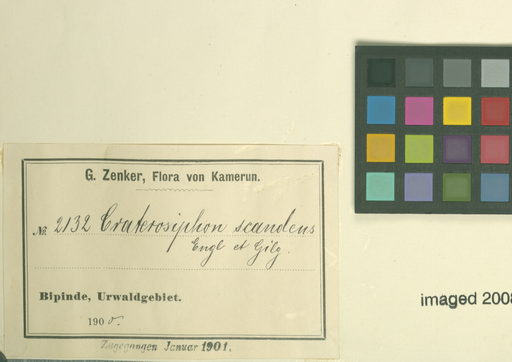 G. Zenker, Flora von Kamerun.
№ 2132 Craterosiphon scandens
Engl et Gilg.
Bipinde, Urwaldgebiet.
190
Zugegangen Januar 1901.
imaged 2008